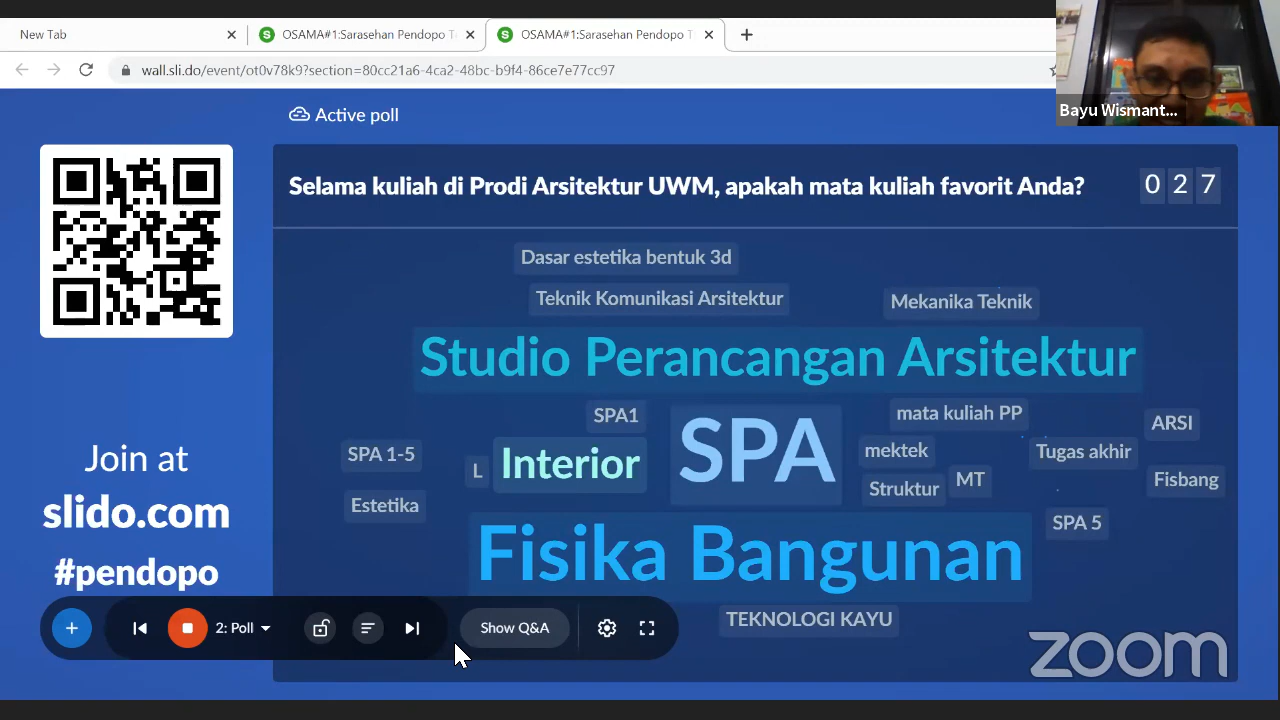 New Tab
OSAMA#1:Sarasehan Pendopo T
OSAMA#1:Sarasehan Pendopo T
wall.sli.do/event/ot0v78k9?section=80cc21a6-4ca2-48bc-b9f4-86ce7e77cc97
Bayu Wismant...
Active poll
Selama kuliah di Prodi Arsitektur UWM, apakah mata kuliah favorit Anda?
027
Dasar estetika bentuk 3d
Teknik Komunikasi Arsitektur
Mekanika Teknik
Studio Perancangan Arsitektur
SPA1
SPA
mata kuliah PP
ARSI
SPA 1-5
L
Interior
mektek
Tugas akhir
Estetika
Struktur
MT
Fisbang
SPA 5
Fisika Bangunan
TEKNOLOGI KAYU
Join at
slido.com
#pendopo
2: Poll
Show Q&A
zoom